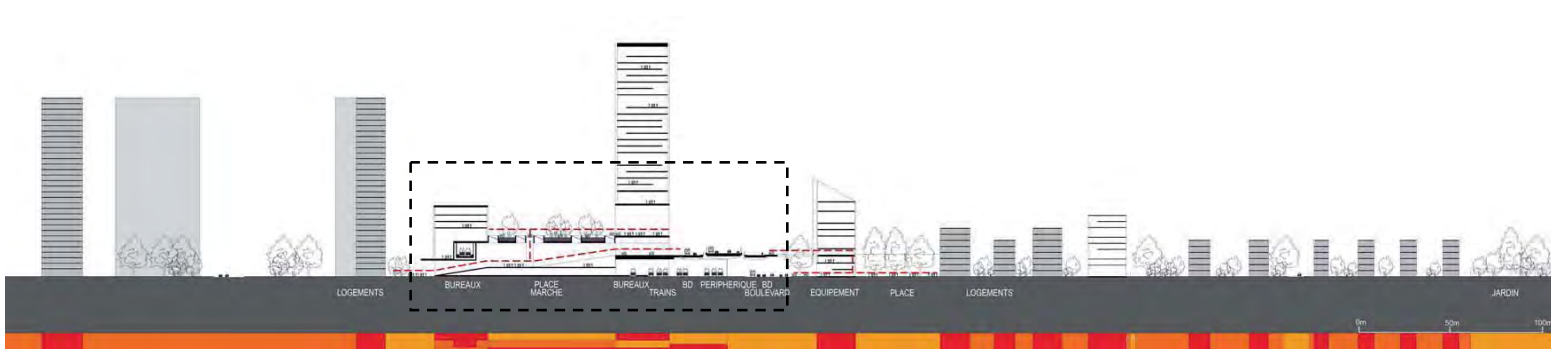 LOGEMENTS
BUREAUX
PLACE
MARCHE
BUREAUX
TRAINS
BD
PERIPHERIQUE
BD
BOULEVARD
EQUIPEMENT
PLACE
LOGEMENTS
JARDIN
0m 50m 100m